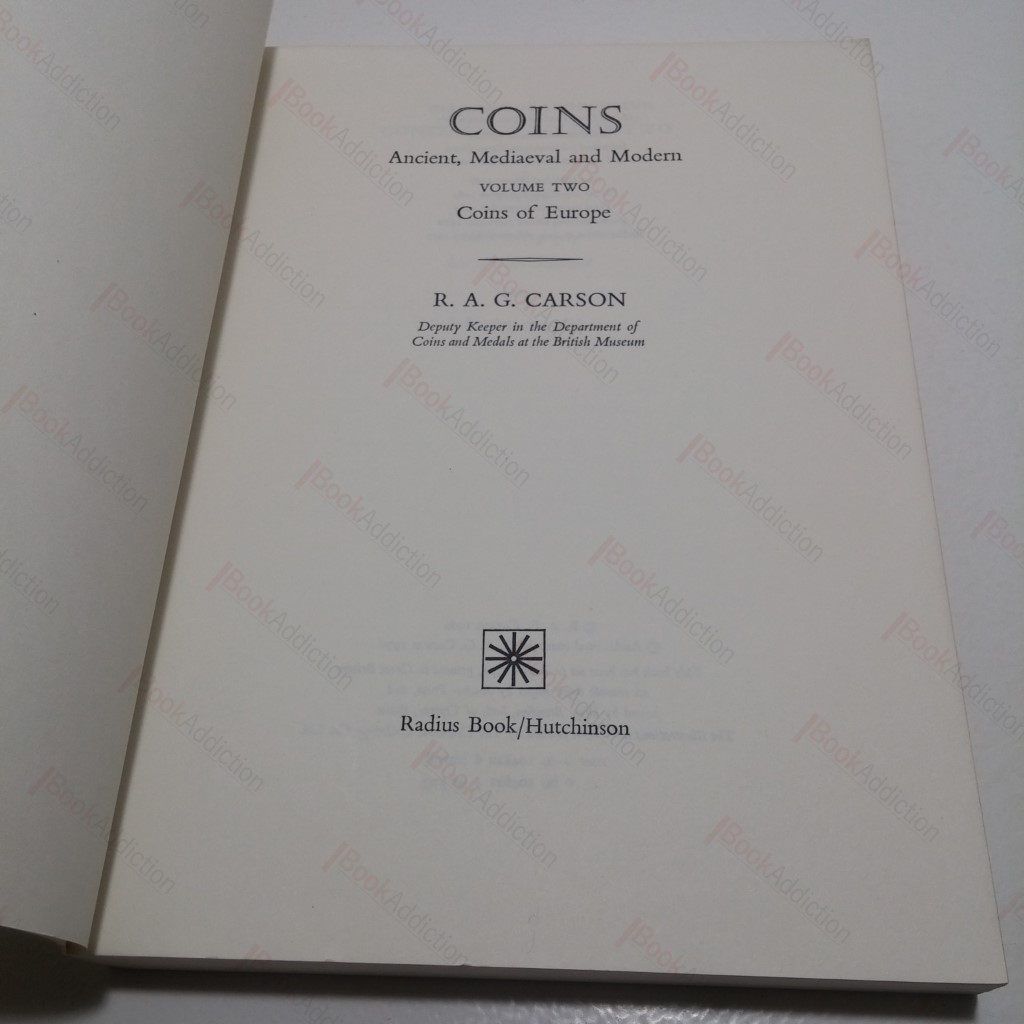 COINS
Ancient, Mediaeval and Modern
VOLUME TWO
Coins of Europe
R. A. G. CARSON
Deputy Keeper in the Department of
Coins and Medals at the British Museum
Radius Book/Hutchinson
BookAddiction